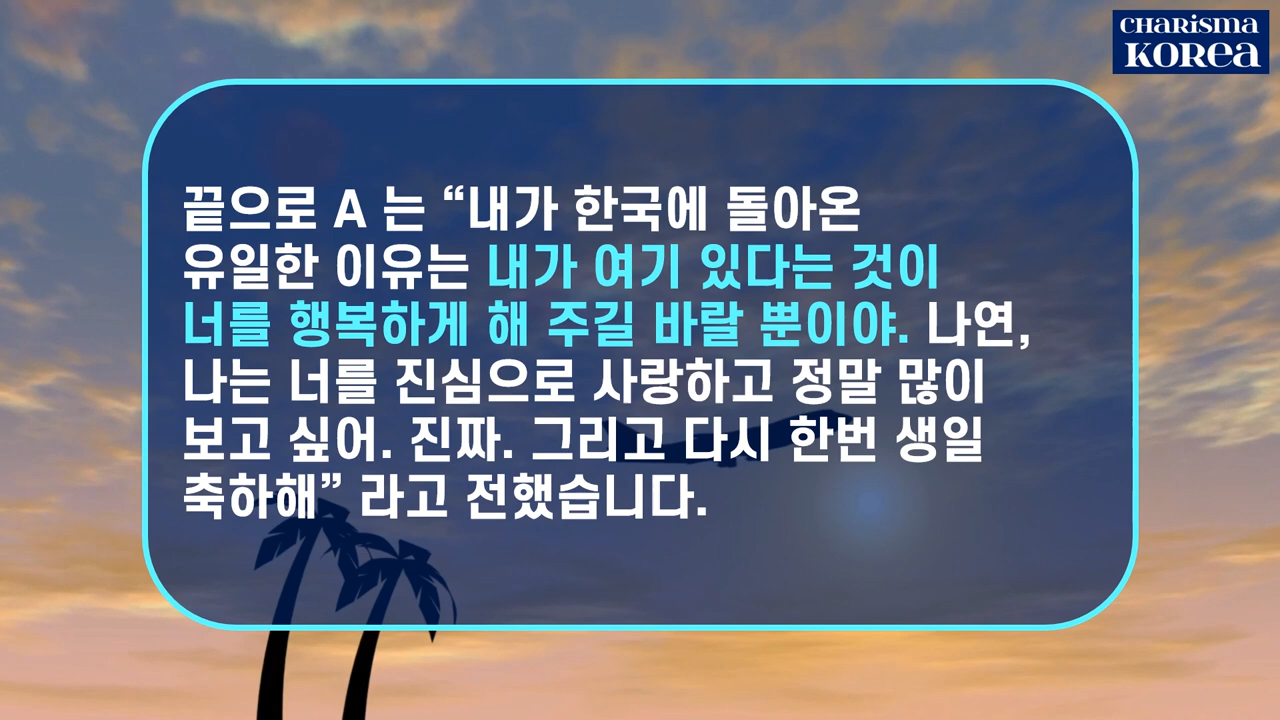 CHARISMA
KOREA
끝으로 A 는 “내가 한국에 돌아온
유일한 이유는 내가 여기 있다는 것이
너를 행복하게 해 주길 바랄 뿐이야. 나연,
나는 너를 진심으로 사랑하고 정말 많이
보고 싶어. 진짜. 그리고 다시 한번 생일
축하해” 라고 전했습니다.